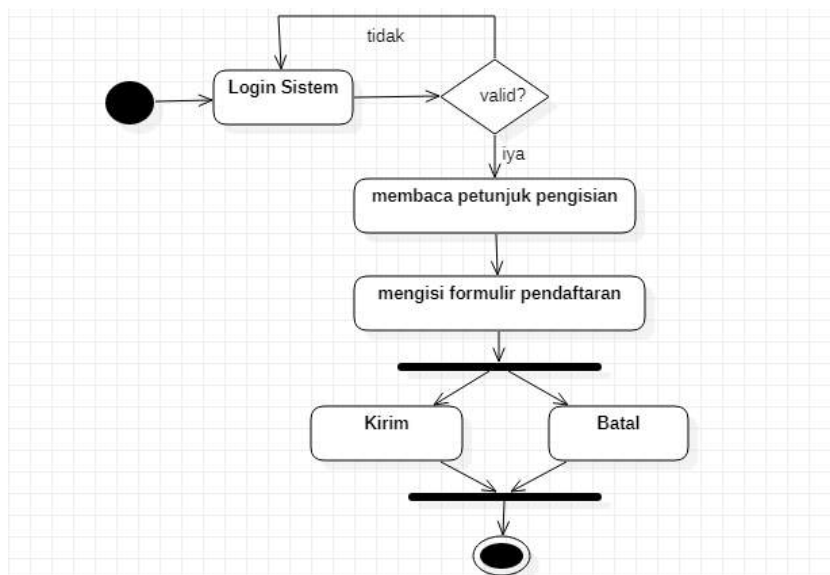 tidak
Login Sistem
valid?
iya
membaca petunjuk pengisian
mengisi formulir pendaftaran
Kirim
Batal